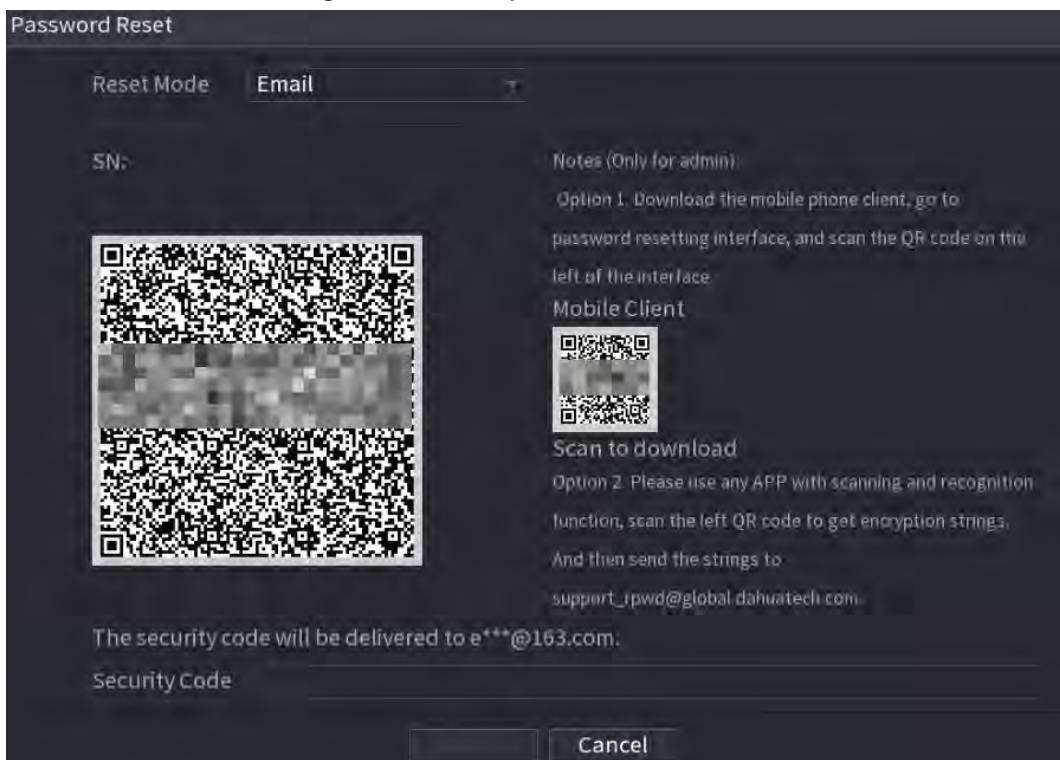 Password Reset
Reset Mode Email
SN:
Notes (Only for admin):
Option 1. Download the mobile phone client, go to
password resetting interface, and scan the QR code on the
left of the interface.
Mobile Client
Scan to download
Option 2. Please use any APP with scanning and recognition
function, scan the left QR code to get encryption strings.
And then send the strings to
support_rpwd@global.dahuatech.com.
The security code will be delivered to e***@163.com.
Security Code
Cancel